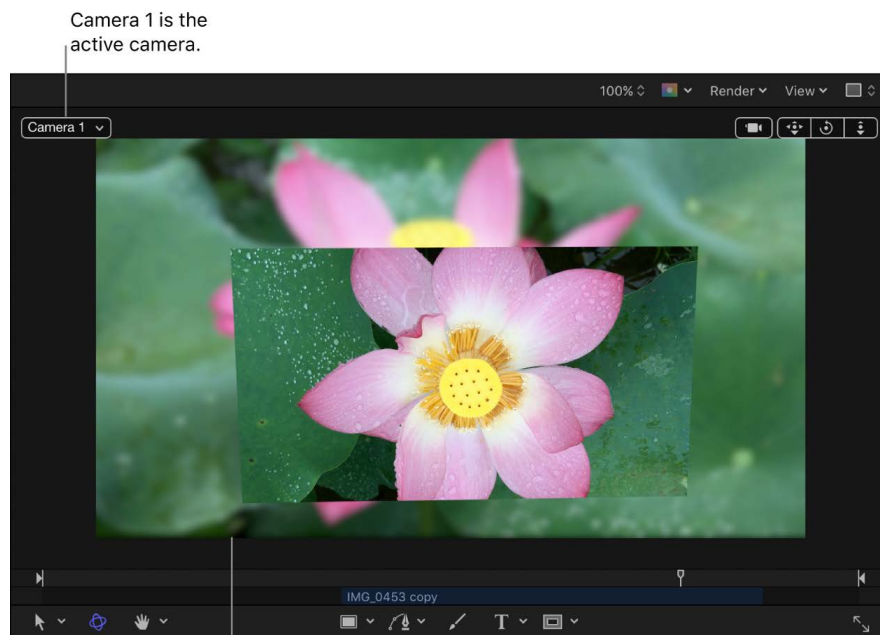 Camera 1 is the
active camera.
100%
Render
View
Camera 1
IMG_0453 copy
T